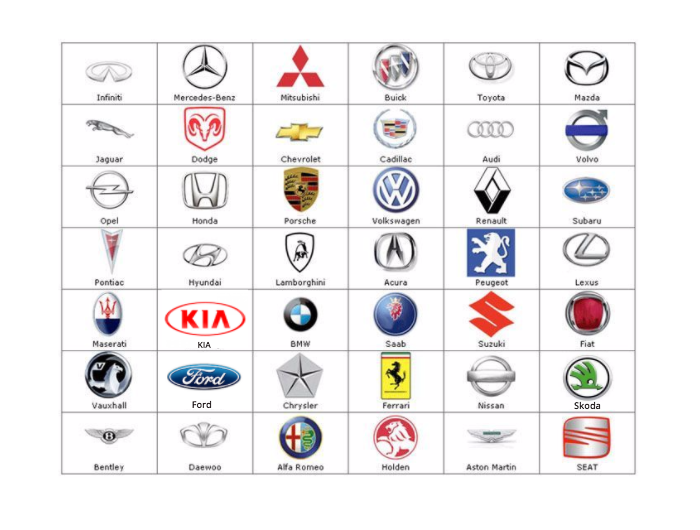 Infiniti Mercedes-Benz Mitsubishi Buick Toyota Mazda
Jaguar Dodge Chevrolet Cadillac Audi Volvo
Opel Honda Porsche Volkswagen Renault Subaru
Pontiac Hyundai Lamborghini Acura Peugeot Lexus
KIA
Maserati KIA BMW Saab Suzuki Fiat
Ford
Vauxhall Ford Chrysler Ferrari Nissan Skoda
Bentley Daewoo Alfa Romeo Holden Aston Martin SEAT